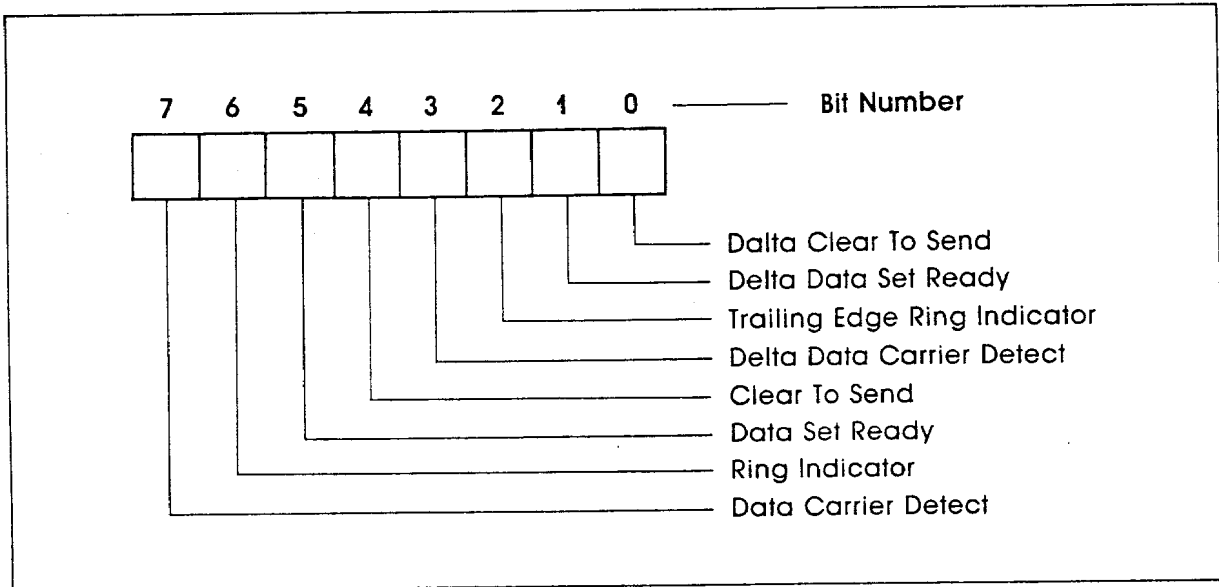 7 6 5 4 3 2 1 0 Bit Number
Dalta Clear To Send
Delta Data Set Ready
Trailing Edge Ring Indicator
Delta Data Carrier Detect
Clear To Send
Data Set Ready
Ring Indicator
Data Carrier Detect